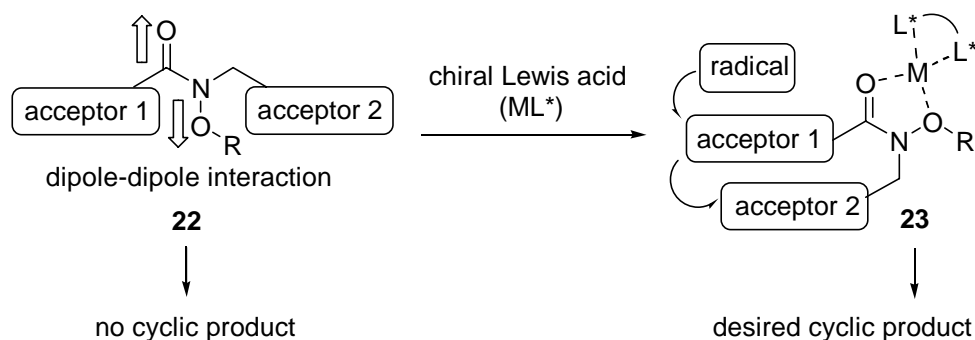 O
N
O
R
acceptor 1
acceptor 2
dipole-dipole interaction
22
no cyclic product
chiral Lewis acid
(ML*)
radical
acceptor 1
acceptor 2
L*
L*
M
O
O
N
R
23
desired cyclic product